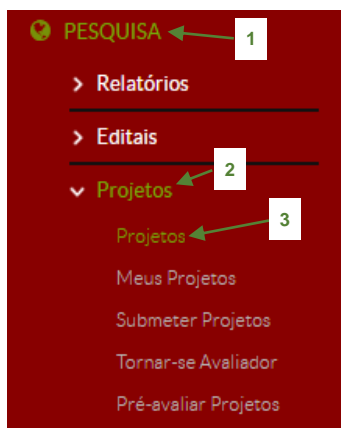 PESQUISA 1
Relatórios
Editais
2
Projetos
3
Projetos
Meus Projetos
Submeter Projetos
Tornar-se Avaliador
Pré-avaliar Projetos